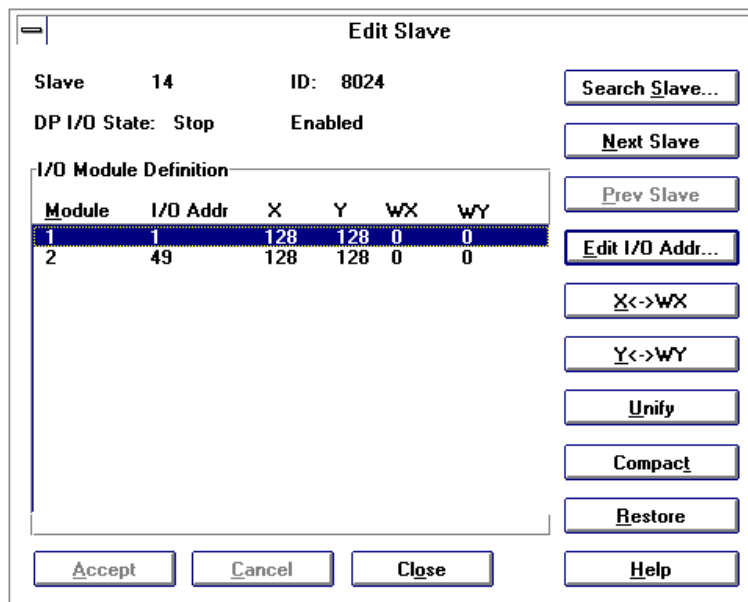 Edit Slave
Slave 14 ID: 8024
DP I/O State: Stop Enabled
I/O Module Definition
Module I/O Addr X Y WX WY
1 1 128 128 0 0
2 49 128 128 0 0
Search Slave...
Next Slave
Prev Slave
Edit I/O Addr...
X<->WX
Y<->WY
Unify
Compact
Restore
Accept Cancel Close Help